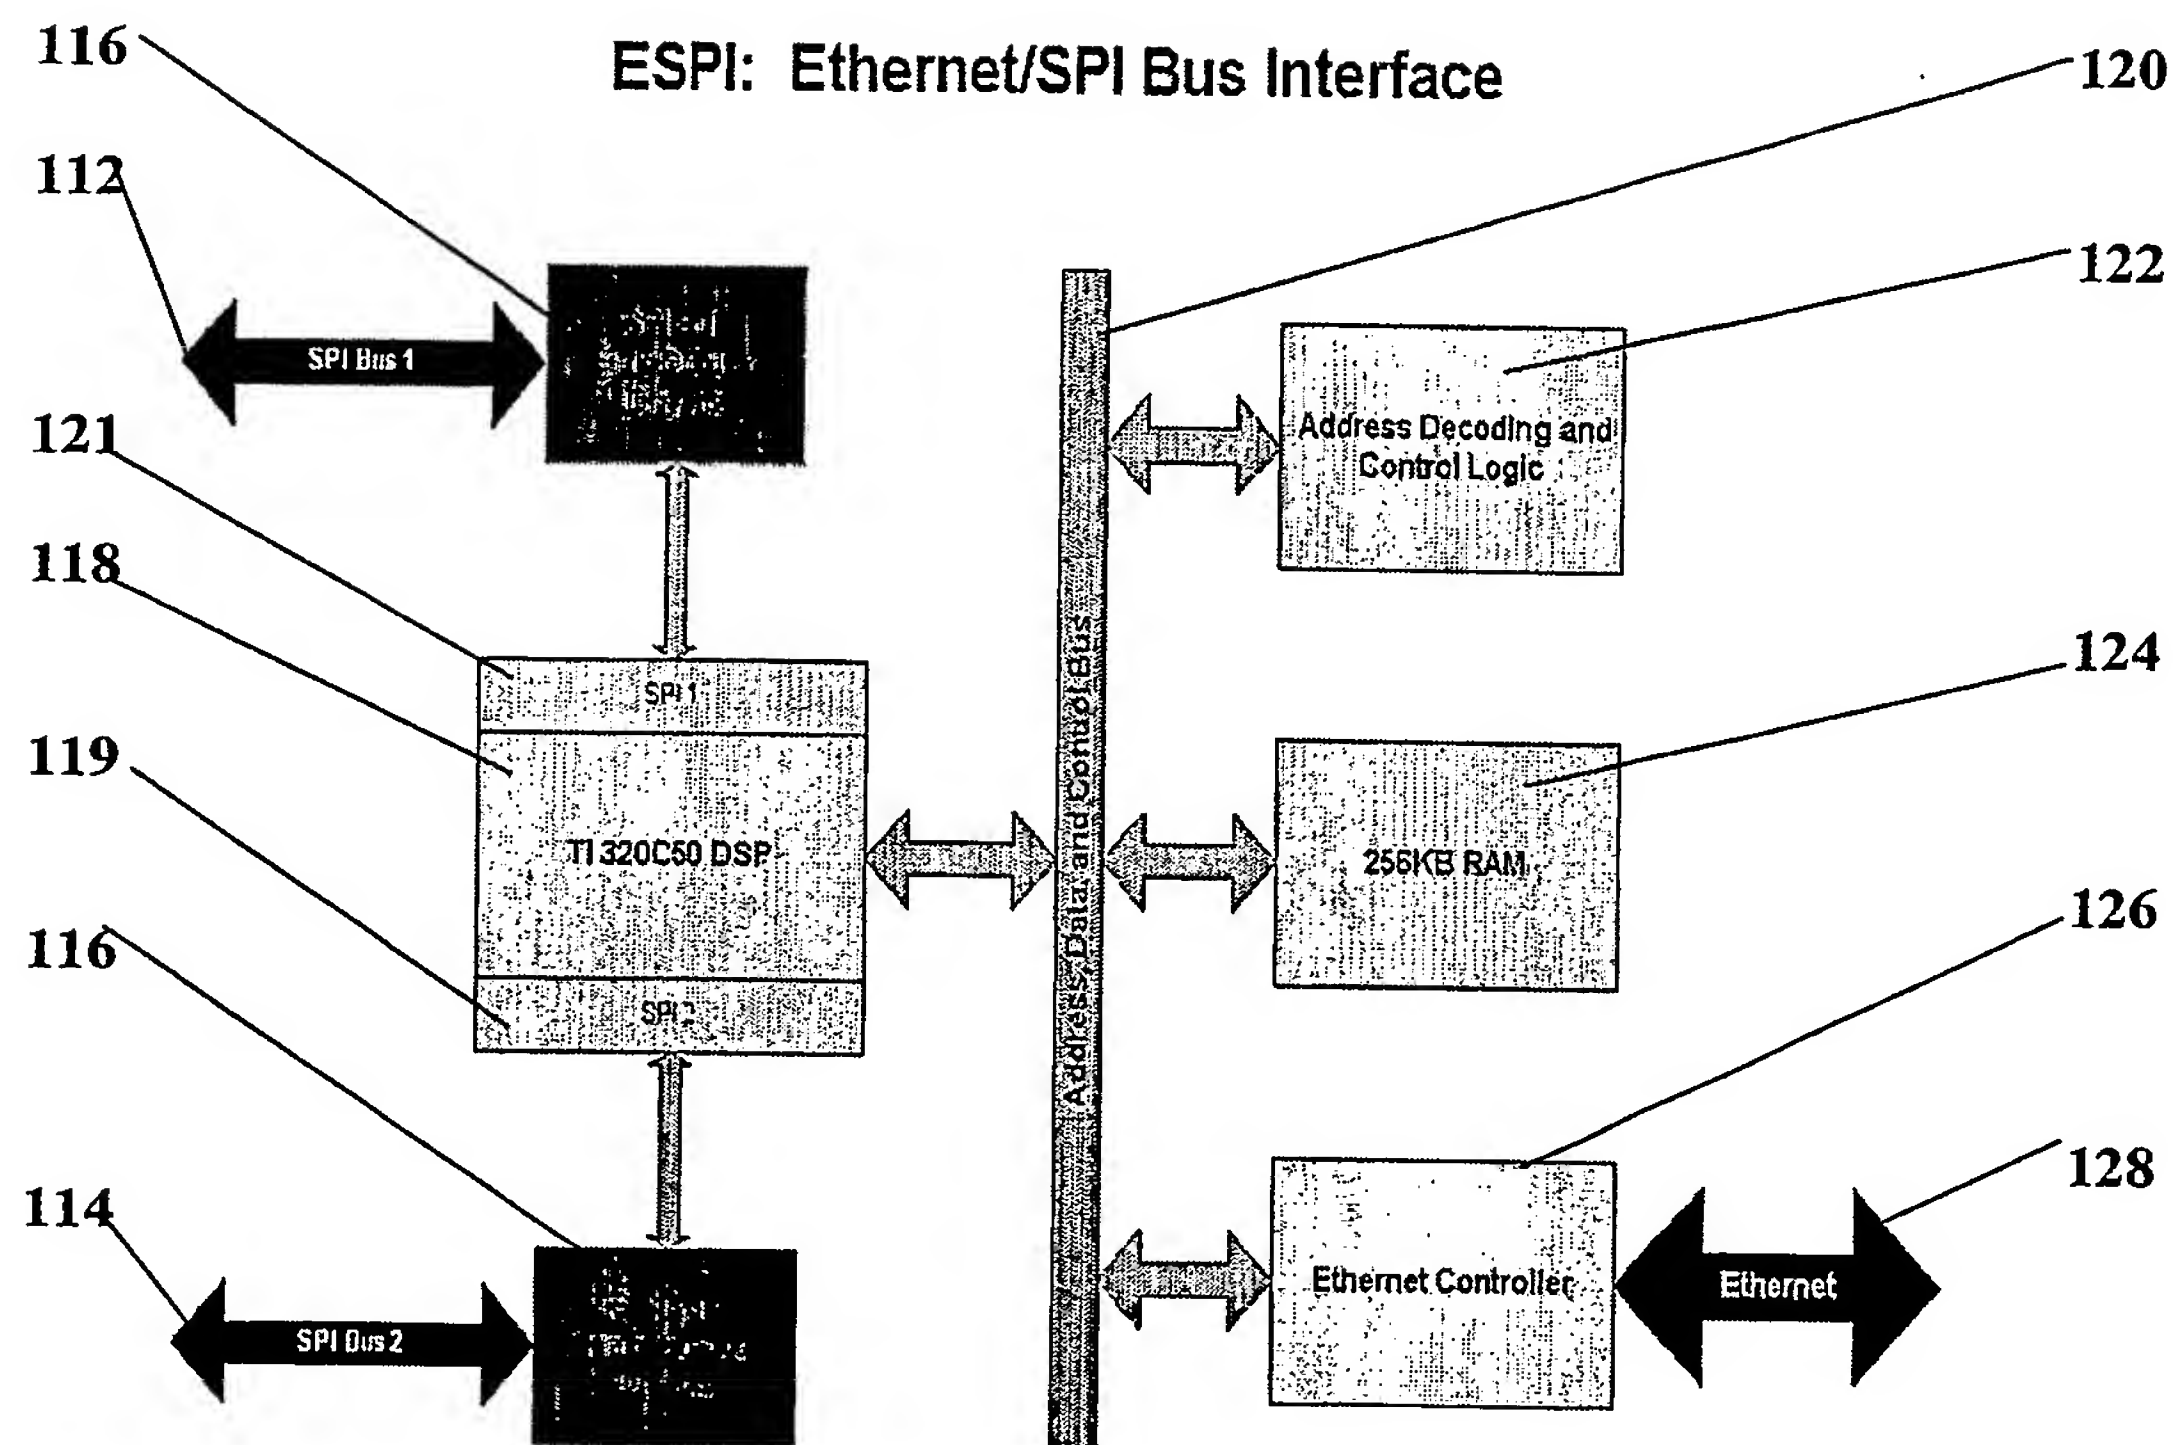 ESPI: Ethernet/SPI Bus Interface
116
112
120
122
SPI Bus 1
121
118
Address Decoding and
Control Logic
SPI 1
124
119
TI 320C50 DSP
Address, Data, and Control Bus
256KB RAM
126
116
SPI 2
128
114
SPI Bus 2
Ethernet Controller
Ethernet